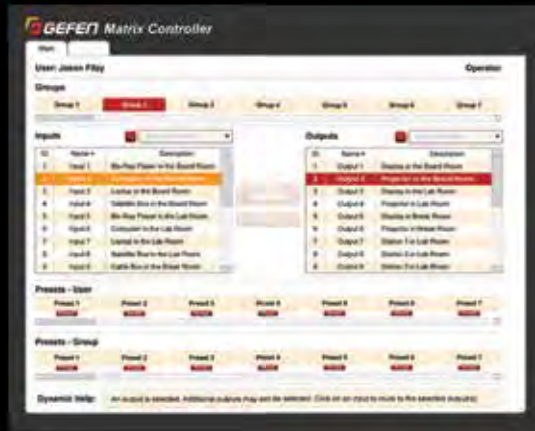 GEFEN Matrix Controller
Main
User: Jason Fitzy Operator
Groups
Group 1 Group 2 Group 3 Group 4 Group 5 Group 6 Group 7
Inputs Outputs
ID Name Description ID Name Description
1 Input 1 Blu-Ray Player in the Board Room 1 Output 1 Display in the Board Room
2 Input 2 Computer in the Board Room 2 Output 2 Projector in the Board Room
3 Input 3 Laptop in the Board Room 3 Output 3 Display in the Lab Room
4 Input 4 Satellite Box in the Board Room 4 Output 4 Projector in Lab Room
5 Input 5 Blu-Ray Player in the Lab Room 5 Output 5 Display in Break Room
6 Input 6 Computer in the Lab Room 6 Output 6 Projector in Break Room
7 Input 7 Laptop in the Lab Room 7 Output 7 Station 1 in Lab Room
8 Input 8 Satellite Box in the Lab Room 8 Output 8 Station 2 in Lab Room
9 Input 9 Cable Box in the Break Room 9 Output 9 Station 3 in Lab Room
Presets - User
Preset 1 Preset 2 Preset 3 Preset 4 Preset 5 Preset 6 Preset 7
Presets - Group
Preset 1 Preset 2 Preset 3 Preset 4 Preset 5 Preset 6 Preset 7
Dynamic Help: An output is selected. Additional outputs may also be selected. Click on an input to route to the selected output(s).